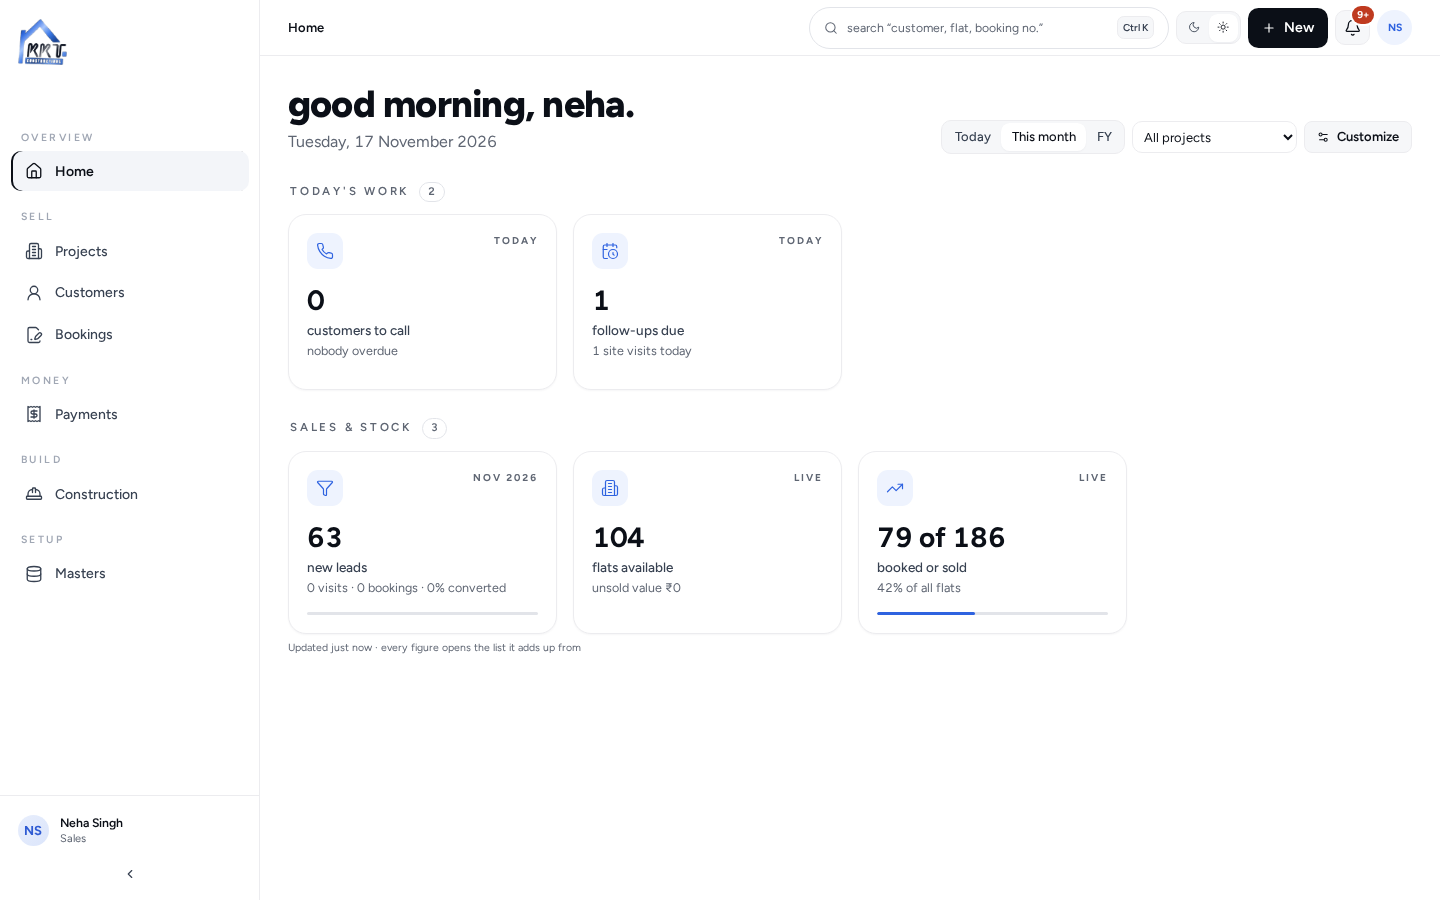 RRT
CONSTRUCTIONS
Home
search “customer, flat, booking no.”
Ctrl K
New
9+
NS
OVERVIEW
Home
SELL
Projects
Customers
Bookings
MONEY
Payments
BUILD
Construction
SETUP
Masters
Neha Singh
NS
Sales
good morning, neha.
Tuesday, 17 November 2026
Today
This month
FY
All projects
Customize
TODAY'S WORK 2
TODAY
0
customers to call
nobody overdue
TODAY
1
follow-ups due
1 site visits today
SALES & STOCK 3
NOV 2026
63
new leads
0 visits · 0 bookings · 0% converted
LIVE
104
flats available
unsold value ₹0
LIVE
79 of 186
booked or sold
42% of all flats
Updated just now · every figure opens the list it adds up from